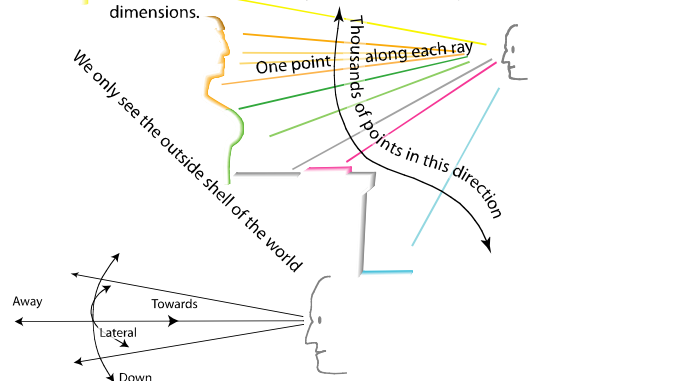 dimensions.
One point along each ray
Thousands of points in this direction
We only see the outside shell of the world
Away
Towards
Lateral
Down